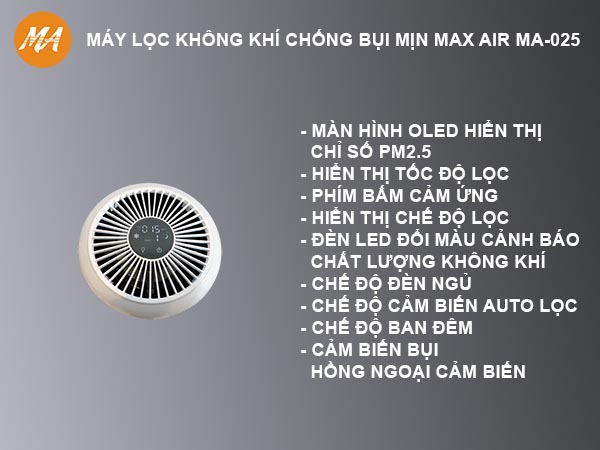 MA
MÁY LỌC KHÔNG KHÍ CHỐNG BỤI MỊN MAX AIR MA-025
- MÀN HÌNH OLED HIỂN THỊ
CHỈ SỐ PM2.5
- HIỂN THỊ TỐC ĐỘ LỌC
- PHÍM BẤM CẢM ỨNG
- HIỂN THỊ CHẾ ĐỘ LỌC
- ĐÈN LED ĐỔI MÀU CẢNH BÁO
CHẤT LƯỢNG KHÔNG KHÍ
- CHẾ ĐỘ ĐÈN NGỦ
- CHẾ ĐỘ CẢM BIẾN AUTO LỌC
- CHẾ ĐỘ BAN ĐÊM
- CẢM BIẾN BỤI
HỒNG NGOẠI CẢM BIẾN
015